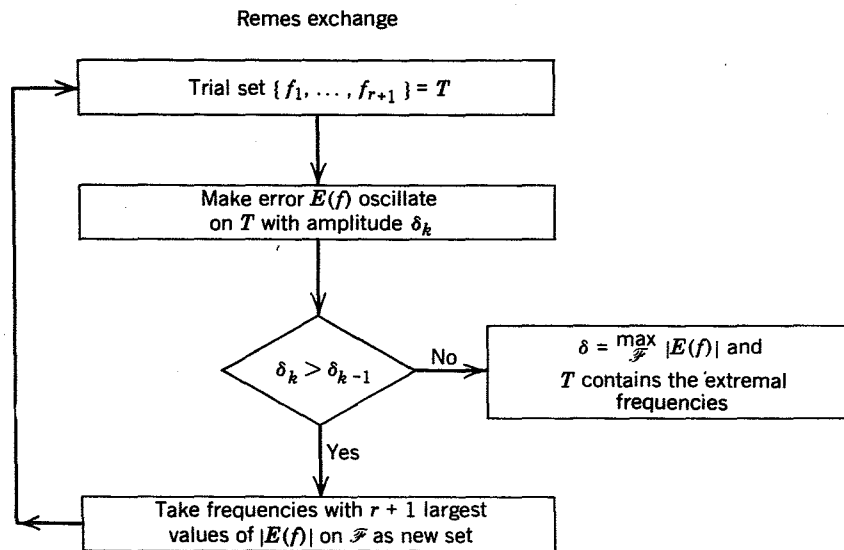 Remes exchange
Trial set { f₁, . . . , fᵣ₊₁ } = T
Make error E(f) oscillate
on T with amplitude δₖ
δₖ > δₖ₋₁
No
δ = max |E(f)| and
ℱ
T contains the extremal
frequencies
Yes
Take frequencies with r + 1 largest
values of |E(f)| on ℱ as new set